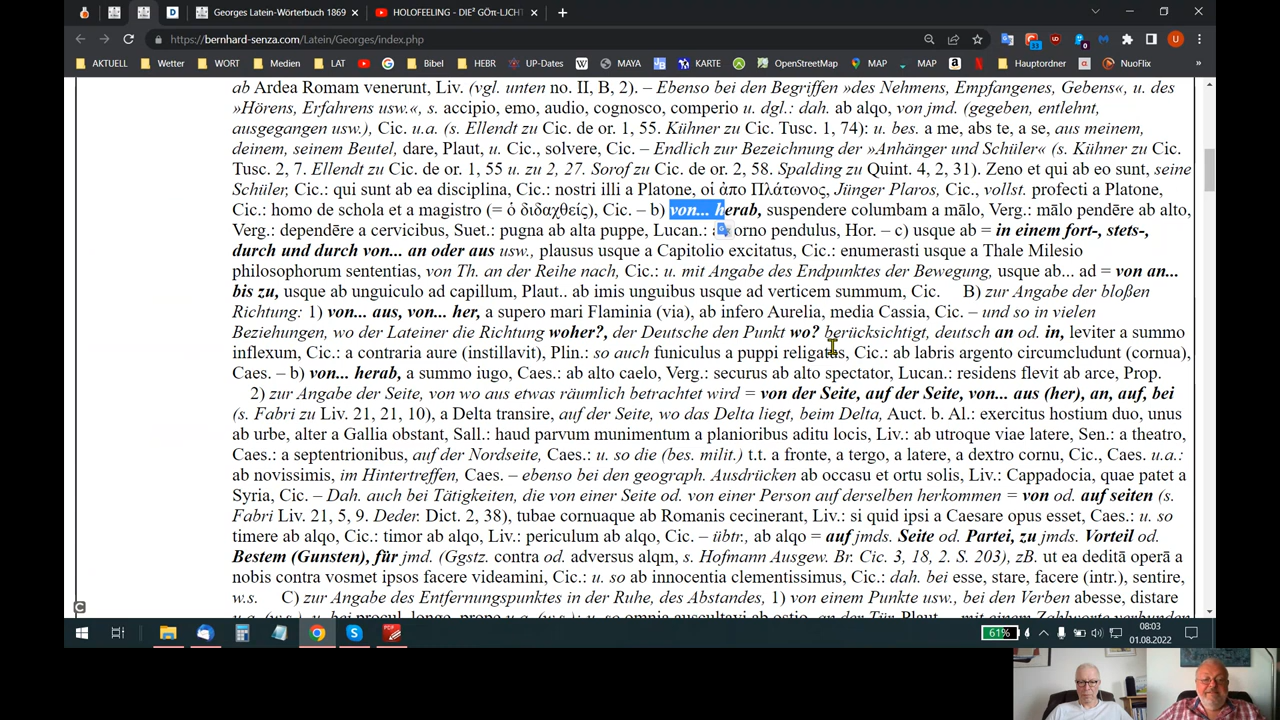 Georges Latein-Wörterbuch 1869
HOLOFEELING - DIE² GÖπ-LICHT
https://bernhard-senza.com/Latein/Georges/index.php
AKTUELL Wetter WORT Medien LAT Bibel HEBR UP-Dates MAYA KARTE OpenStreetMap MAP MAP Hauptordner NuoFlix
ab Ardea Romam venerunt, Liv. (vgl. unten no. II, B, 2). – Ebenso bei den Begriffen »des Nehmens, Empfangenes, Gebens«, u. des
»Hörens, Erfahrens usw.«, s. accipio, emo, audio, cognosco, comperio u. dgl.: dah. ab alqo, von jmd. (gegeben, entlehnt,
ausgegangen usw.), Cic. u.a. (s. Ellendt zu Cic. de or. 1, 55. Kühner zu Cic. Tusc. 1, 74): u. bes. a me, abs te, a se, aus meinem,
deinem, seinem Beutel, dare, Plaut, u. Cic., solvere, Cic. – Endlich zur Bezeichnung der »Anhänger und Schüler« (s. Kühner zu Cic.
Tusc. 2, 7. Ellendt zu Cic. de or. 1, 55 u. zu 2, 27. Sorof zu Cic. de or. 2, 58. Spalding zu Quint. 4, 2, 31). Zeno et qui ab eo sunt, seine
Schüler, Cic.: qui sunt ab ea disciplina, Cic.: nostri illi a Platone, οἱ ἀπο Πλάτωνος, Jünger Plaros, Cic., vollst. profecti a Platone,
Cic.: homo de schola et a magistro (= ὁ διδαχθείς), Cic. – b) von... herab, suspendere columbam a mālo, Verg.: mālo pendēre ab alto,
Verg.: dependēre a cervicibus, Suet.: pugna ab alta puppe, Lucan.: a orno pendulus, Hor. – c) usque ab = in einem fort-, stets-,
durch und durch von... an oder aus usw., plausus usque a Capitolio excitatus, Cic.: enumerasti usque a Thale Milesio
philosophorum sententias, von Th. an der Reihe nach, Cic.: u. mit Angabe des Endpunktes der Bewegung, usque ab... ad = von an...
bis zu, usque ab unguiculo ad capillum, Plaut.. ab imis unguibus usque ad verticem summum, Cic. B) zur Angabe der bloßen
Richtung: 1) von... aus, von... her, a supero mari Flaminia (via), ab infero Aurelia, media Cassia, Cic. – und so in vielen
Beziehungen, wo der Lateiner die Richtung woher?, der Deutsche den Punkt wo? berücksichtigt, deutsch an od. in, leviter a summo
inflexum, Cic.: a contraria aure (instillavit), Plin.: so auch funiculus a puppi religatus, Cic.: ab labris argento circumcludunt (cornua),
Caes. – b) von... herab, a summo iugo, Caes.: ab alto caelo, Verg.: securus ab alto spectator, Lucan.: residens flevit ab arce, Prop.
2) zur Angabe der Seite, von wo aus etwas räumlich betrachtet wird = von der Seite, auf der Seite, von... aus (her), an, auf, bei
(s. Fabri zu Liv. 21, 21, 10), a Delta transire, auf der Seite, wo das Delta liegt, beim Delta, Auct. b. Al.: exercitus hostium duo, unus
ab urbe, alter a Gallia obstant, Sall.: haud parvum munimentum a planioribus aditu locis, Liv.: ab utroque viae latere, Sen.: a theatro,
Caes.: a septentrionibus, auf der Nordseite, Caes.: u. so die (bes. milit.) t.t. a fronte, a tergo, a latere, a dextro cornu, Cic., Caes. u.a.:
ab novissimis, im Hintertreffen, Caes. – ebenso bei den geograph. Ausdrücken ab occasu et ortu solis, Liv.: Cappadocia, quae patet a
Syria, Cic. – Dah. auch bei Tätigkeiten, die von einer Seite od. von einer Person auf derselben herkommen = von od. auf seiten (s.
Fabri Liv. 21, 5, 9. Deder. Dict. 2, 38), tubae cornuaque ab Romanis cecinerant, Liv.: si quid ipsi a Caesare opus esset, Caes.: u. so
timere ab alqo, Cic.: timor ab alqo, Liv.: periculum ab alqo, Cic. – übtr., ab alqo = auf jmds. Seite od. Partei, zu jmds. Vorteil od.
Bestem (Gunsten), für jmd. (Ggstz. contra od. adversus alqm, s. Hofmann Ausgew. Br. Cic. 3, 18, 2. S. 203), zB. ut ea deditā operā a
nobis contra vosmet ipsos facere videamini, Cic.: u. so ab innocentia clementissimus, Cic.: dah. bei esse, stare, facere (intr.), sentire,
w.s. C) zur Angabe des Entfernungspunktes in der Ruhe, des Abstandes, 1) von einem Punkte usw., bei den Verben abesse, distare
61%
08:03
01.08.2022